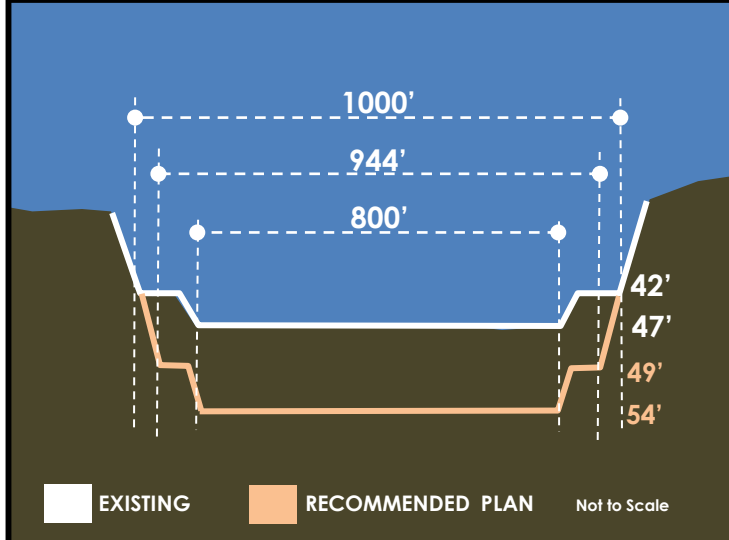 1000’
944’
800’
42’
47’
49’
54’
EXISTING
RECOMMENDED PLAN
Not to Scale